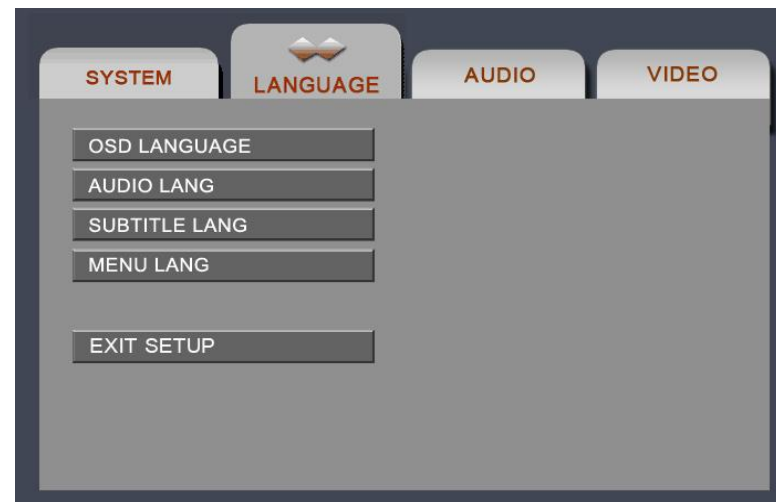 SYSTEM LANGUAGE AUDIO VIDEO
OSD LANGUAGE
AUDIO LANG
SUBTITLE LANG
MENU LANG
EXIT SETUP